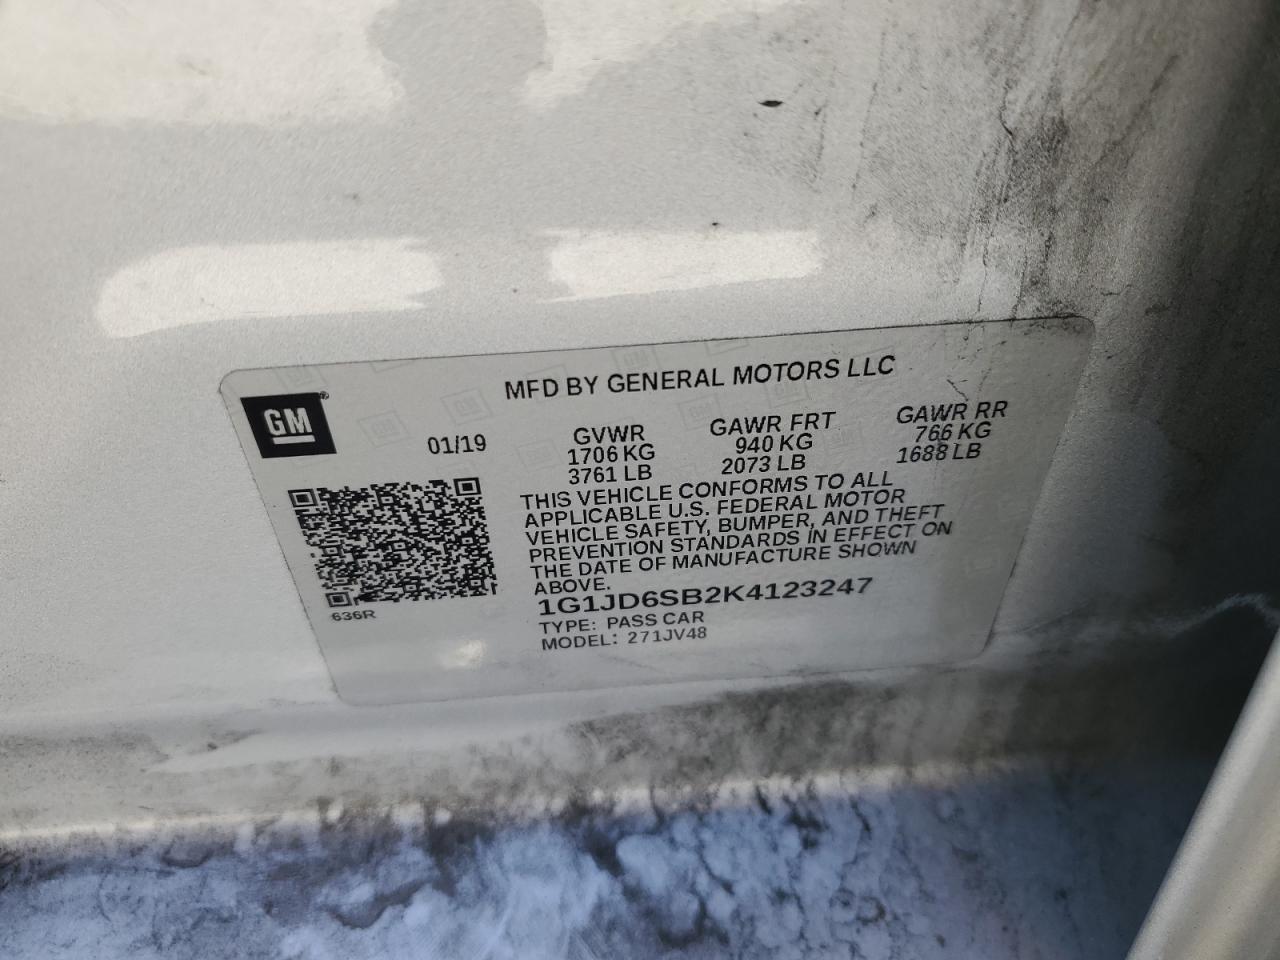 MFD BY GENERAL MOTORS LLC
GM®
01/19
GVWR
1706 KG
3761 LB
GAWR FRT
940 KG
2073 LB
GAWR RR
766 KG
1688 LB
THIS VEHICLE CONFORMS TO ALL
APPLICABLE U.S. FEDERAL MOTOR
VEHICLE SAFETY, BUMPER, AND THEFT
PREVENTION STANDARDS IN EFFECT ON
THE DATE OF MANUFACTURE SHOWN
ABOVE.
636R
1G1JD6SB2K4123247
TYPE: PASS CAR
MODEL: 271JV48